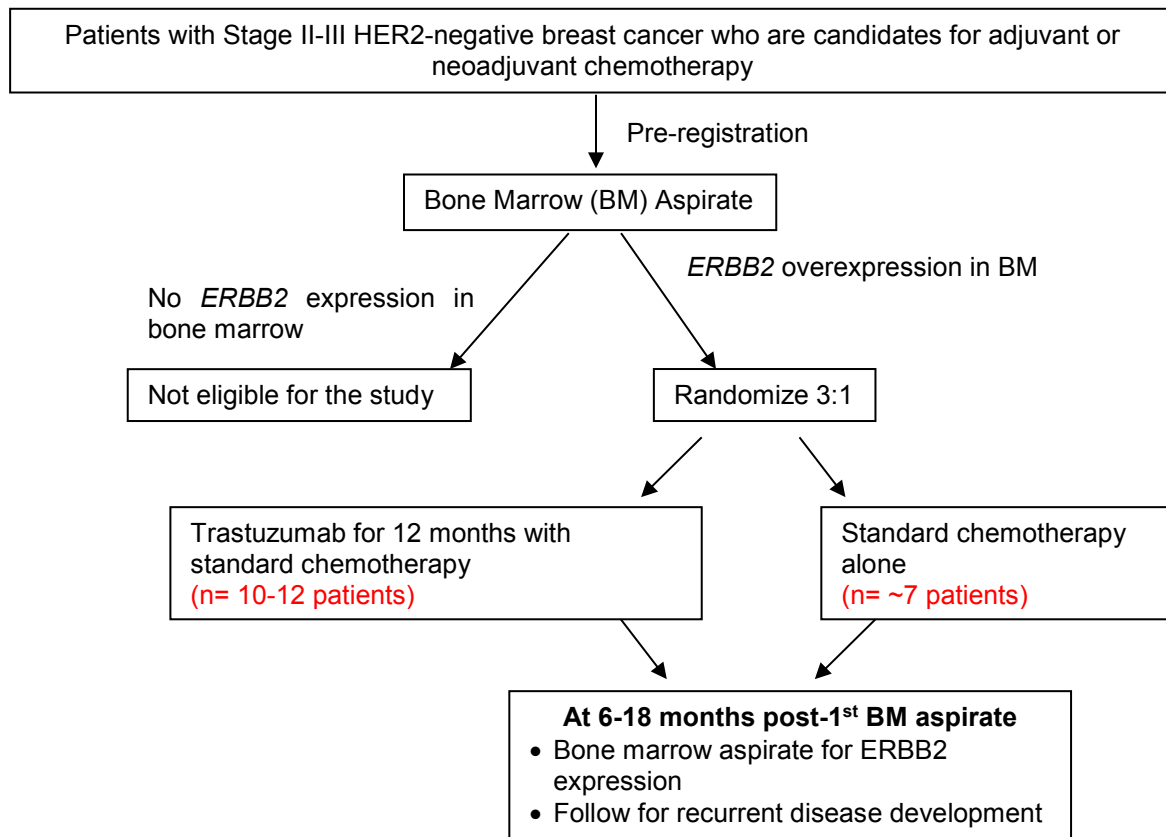 Patients with Stage II-III HER2-negative breast cancer who are candidates for adjuvant or
neoadjuvant chemotherapy
Pre-registration
Bone Marrow (BM) Aspirate
ERBB2 overexpression in BM
No ERBB2 expression in
bone marrow
Not eligible for the study
Randomize 3:1
Trastuzumab for 12 months with
standard chemotherapy
(n= 10-12 patients)
Standard chemotherapy
alone
(n= ~7 patients)
At 6-18 months post-1st BM aspirate
• Bone marrow aspirate for ERBB2
expression
• Follow for recurrent disease development